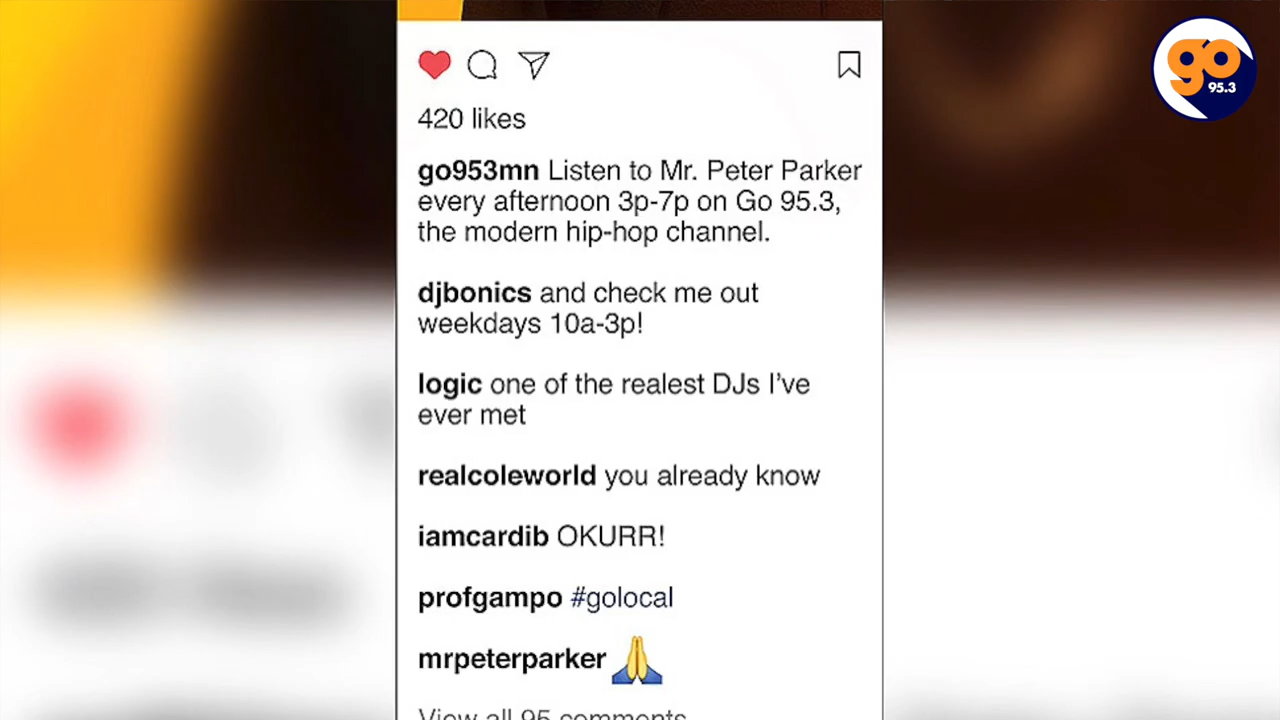 go
95.3
420 likes
go953mn Listen to Mr. Peter Parker
every afternoon 3p-7p on Go 95.3,
the modern hip-hop channel.
djbonics and check me out
weekdays 10a-3p!
logic one of the realest DJs I've
ever met
realcoleworld you already know
iamcardib OKURR!
profgampo #golocal
mrpeterparker 🙏
View all 95 comments